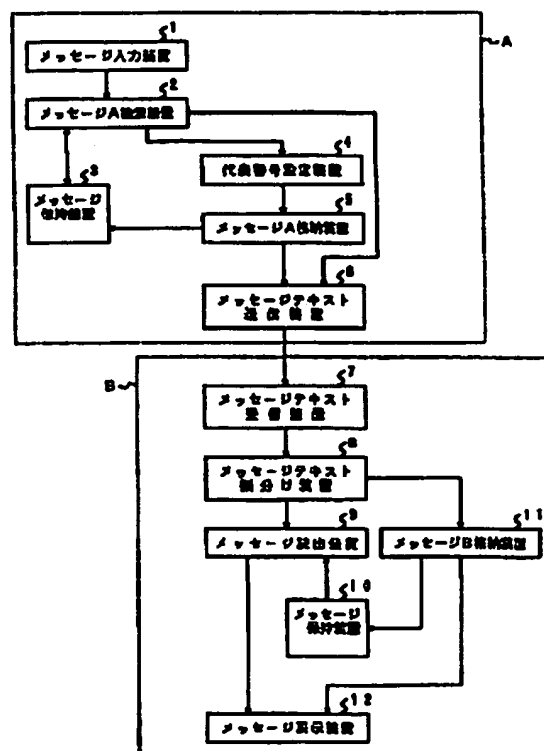 1
A
メッセージ入力装置
2
メッセージA検索装置
4
3
代表番号設定装置
メッセージ
保持装置
5
メッセージA格納装置
6
メッセージテキスト
送信装置
B
7
メッセージテキスト
受信装置
8
メッセージテキスト
振分け装置
9
11
メッセージ読出装置
メッセージB格納装置
10
メッセージ
保持装置
12
メッセージ表示装置